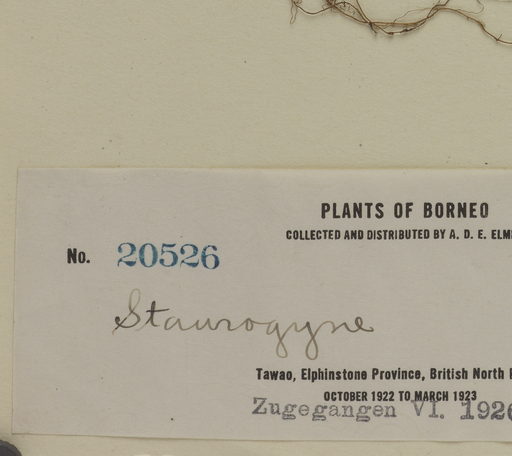 PLANTS OF BORNEO
COLLECTED AND DISTRIBUTED BY A. D. E. ELM
No. 20526
Staurogyne
Tawao, Elphinstone Province, British North
OCTOBER 1922 TO MARCH 1923
Zugegangen VI. 1926